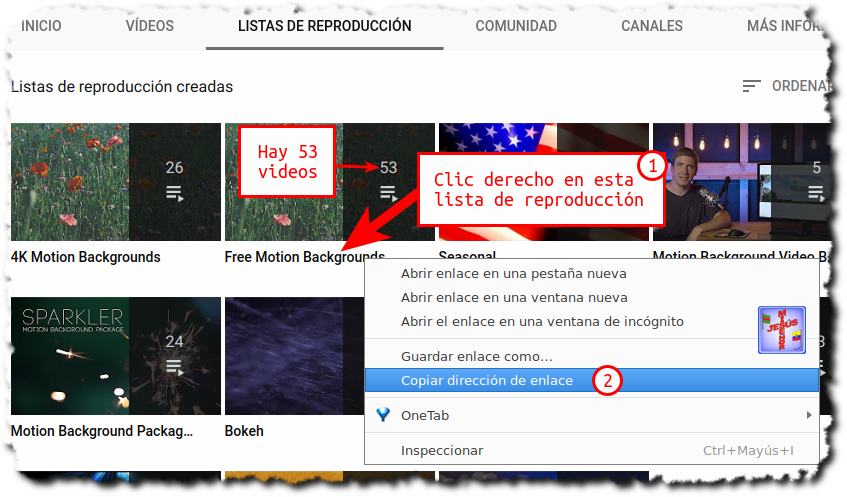 INICIO VÍDEOS LISTAS DE REPRODUCCIÓN COMUNIDAD CANALES MÁS INFOR
Listas de reproducción creadas
ORDENAR
26
Hay 53
videos
53
1
Clic derecho en esta
lista de reproducción
5
4K Motion Backgrounds
Free Motion Backgrounds
Seasonal
Motion Background Video Ba
Abrir enlace en una pestaña nueva
Abrir enlace en una ventana nueva
Abrir el enlace en una ventana de incógnito
Guardar enlace como...
Copiar dirección de enlace
2
OneTab
Inspeccionar Ctrl+Mayús+I
JESÚS
SPARKLER
MOTION BACKGROUND PACKAGE
24
3
Motion Background Packag...
Bokeh